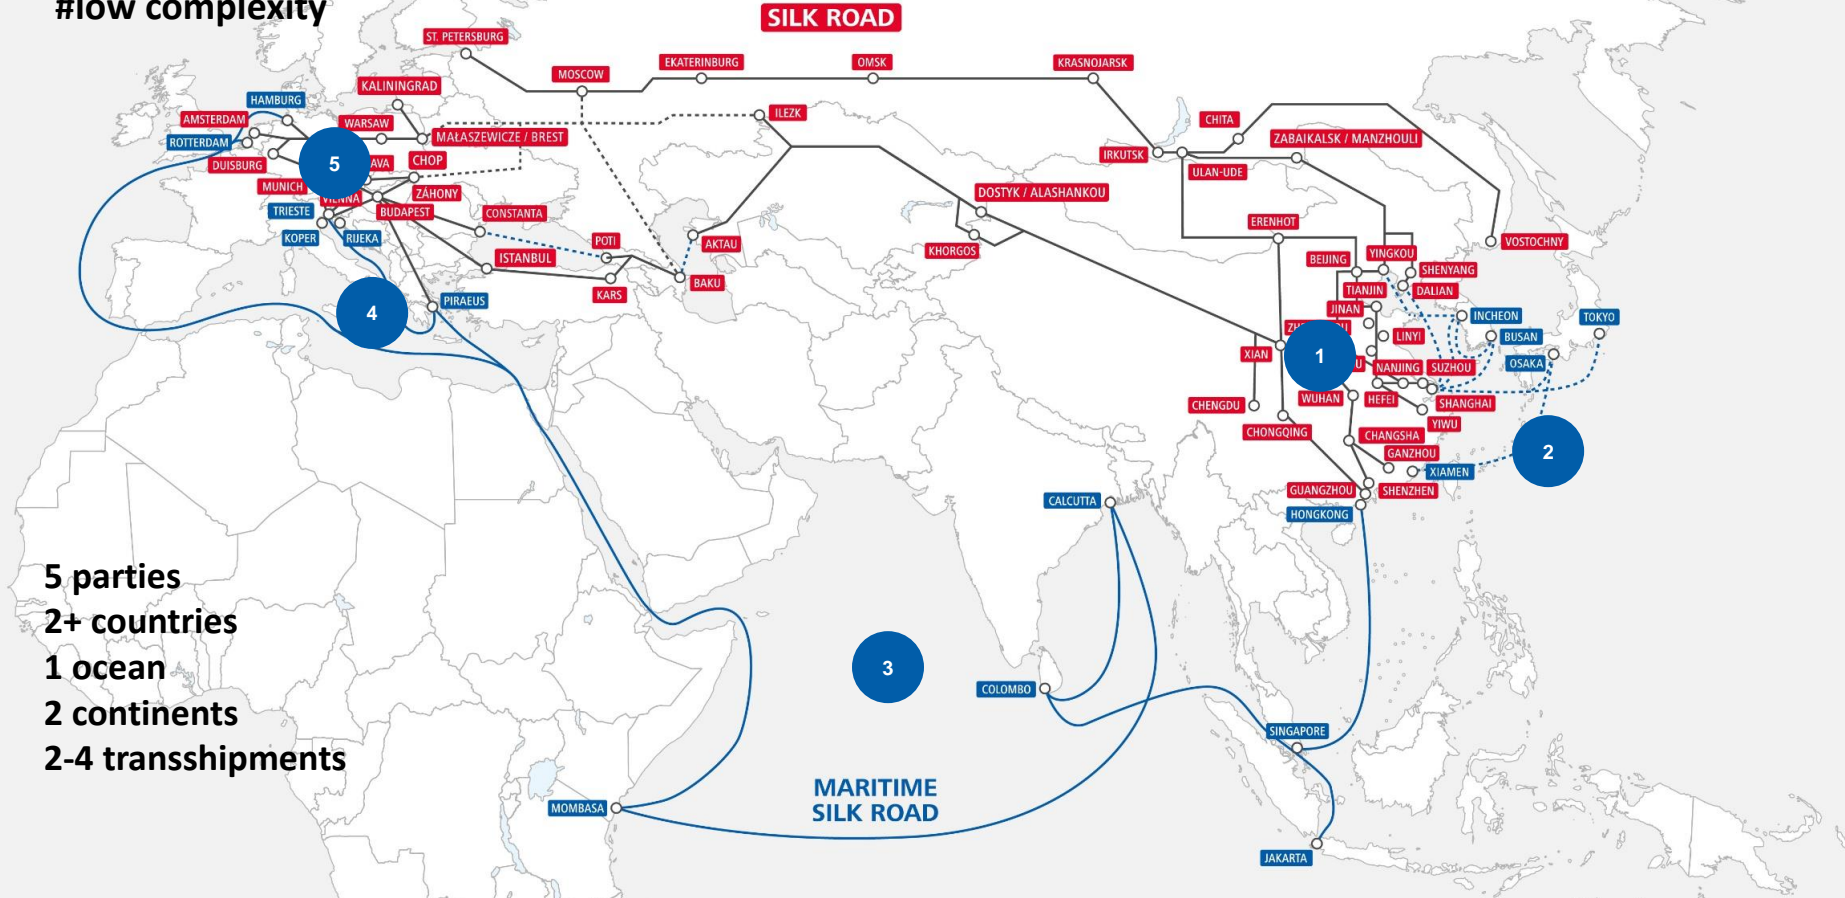 #low complexity
SILK ROAD
ST. PETERSBURG
MOSCOW
EKATERINBURG
OMSK
KRASNOJARSK
KALININGRAD
HAMBURG
AMSTERDAM
ROTTERDAM
DUISBURG
WARSAW
MAŁASZEWICZE / BREST
ILEZK
CHITA
ZABAIKALSK / MANZHOULI
IRKUTSK
ULAN-UDE
5
CHOP
MUNICH
VIENNA
ZÁHONY
TRIESTE
BUDAPEST
CONSTANTA
KOPER
RIJEKA
ISTANBUL
POTI
KARS
BAKU
AKTAU
DOSTYK / ALASHANKOU
KHORGOS
ERENHOT
VOSTOCHNY
BEIJING
YINGKOU
SHENYANG
TIANJIN
DALIAN
JINAN
INCHEON
TOKYO
4
PIRAEUS
LINYI
BUSAN
XIAN
1
OSAKA
NANJING
SUZHOU
CHENGDU
WUHAN
HEFEI
SHANGHAI
YIWU
CHONGQING
CHANGSHA
GANZHOU
2
XIAMEN
GUANGZHOU
SHENZHEN
HONGKONG
CALCUTTA
5 parties
2+ countries
1 ocean
2 continents
2-4 transshipments
3
COLOMBO
SINGAPORE
MARITIME
SILK ROAD
MOMBASA
JAKARTA